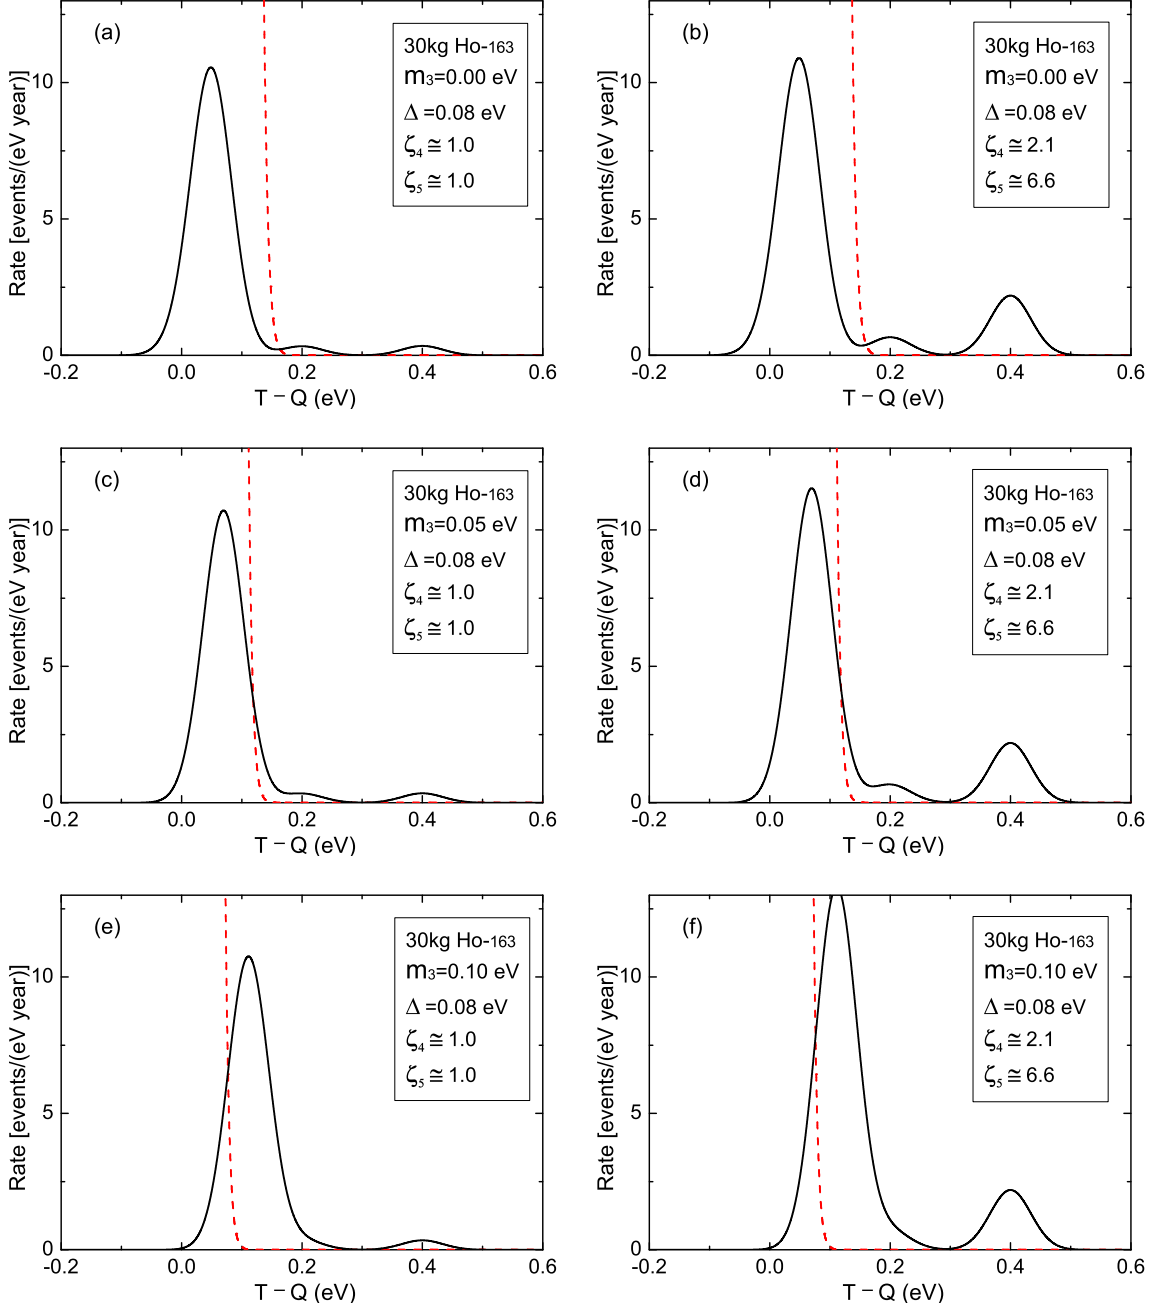 (a)
30kg Ho-163
m3=0.00 eV
Δ =0.08 eV
ζ4 ≅ 1.0
ζ5 ≅ 1.0
Rate [events/(eV year)]
10
5
0
-0.2 0.0 0.2 0.4 0.6
T − Q (eV)
(b)
30kg Ho-163
m3=0.00 eV
Δ =0.08 eV
ζ4 ≅ 2.1
ζ5 ≅ 6.6
Rate [events/(eV year)]
10
5
0
-0.2 0.0 0.2 0.4 0.6
T − Q (eV)
(c)
30kg Ho-163
m3=0.05 eV
Δ =0.08 eV
ζ4 ≅ 1.0
ζ5 ≅ 1.0
Rate [events/(eV year)]
10
5
0
-0.2 0.0 0.2 0.4 0.6
T − Q (eV)
(d)
30kg Ho-163
m3=0.05 eV
Δ =0.08 eV
ζ4 ≅ 2.1
ζ5 ≅ 6.6
Rate [events/(eV year)]
10
5
0
-0.2 0.0 0.2 0.4 0.6
T − Q (eV)
(e)
30kg Ho-163
m3=0.10 eV
Δ =0.08 eV
ζ4 ≅ 1.0
ζ5 ≅ 1.0
Rate [events/(eV year)]
10
5
0
-0.2 0.0 0.2 0.4 0.6
T − Q (eV)
(f)
30kg Ho-163
m3=0.10 eV
Δ =0.08 eV
ζ4 ≅ 2.1
ζ5 ≅ 6.6
Rate [events/(eV year)]
10
5
0
-0.2 0.0 0.2 0.4 0.6
T − Q (eV)